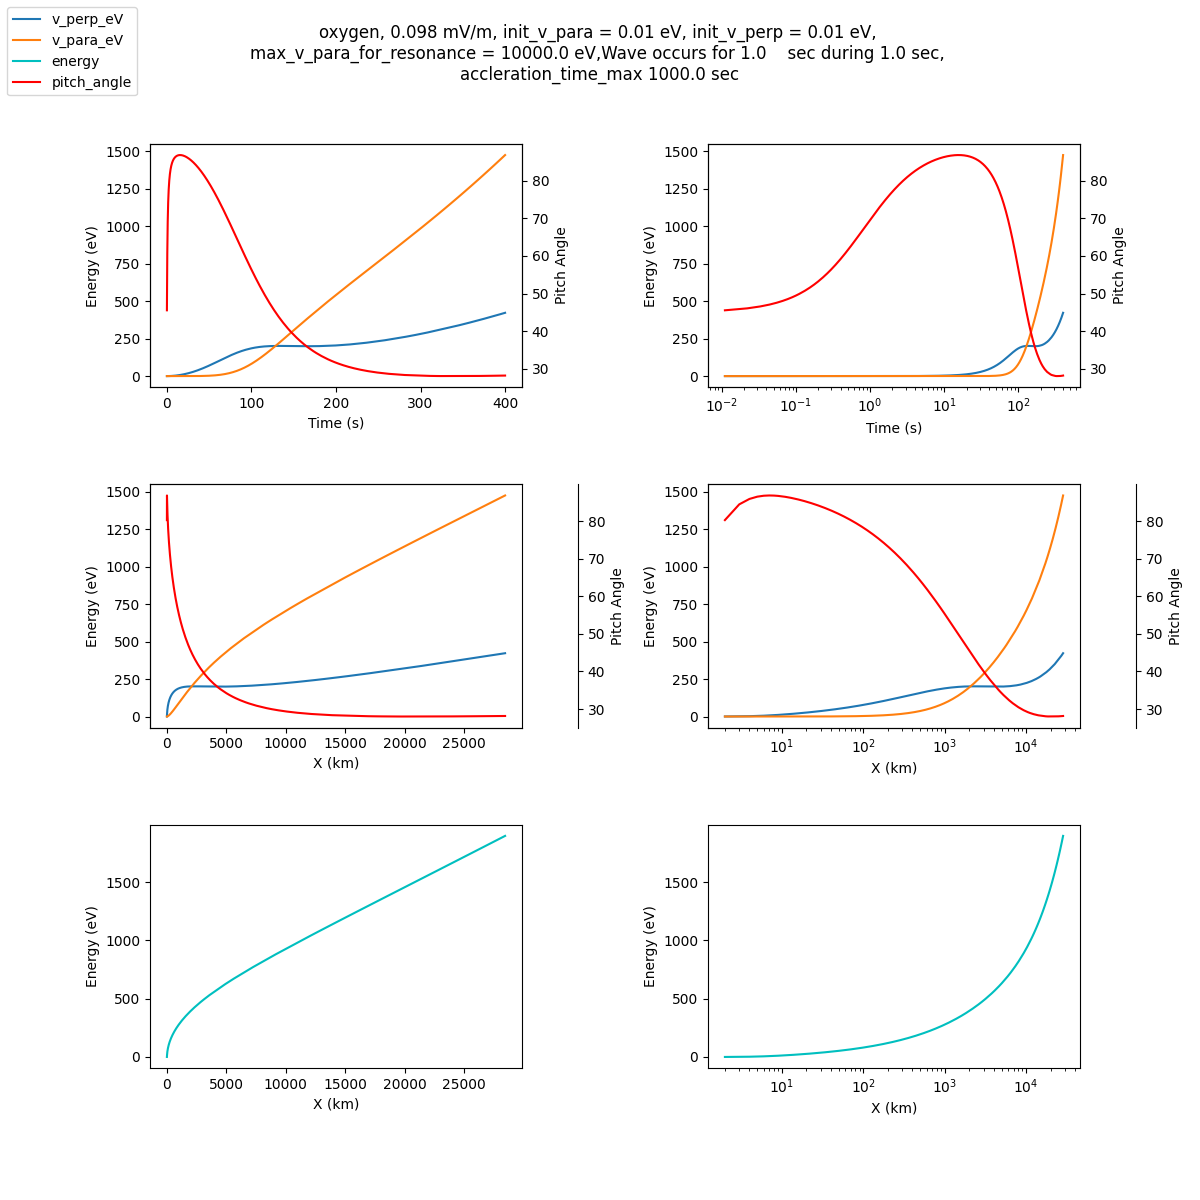 v_perp_eV
v_para_eV
energy
pitch_angle
oxygen, 0.098 mV/m, init_v_para = 0.01 eV, init_v_perp = 0.01 eV,
max_v_para_for_resonance = 10000.0 eV,Wave occurs for 1.0    sec during 1.0 sec,
accleration_time_max 1000.0 sec
1500
1250
1000
750
500
250
0
Energy (eV)
0 100 200 300 400
Time (s)
80
70
60
50
40
30
Pitch Angle
1500
1250
1000
750
500
250
0
Energy (eV)
10⁻² 10⁻¹ 10⁰ 10¹ 10²
Time (s)
80
70
60
50
40
30
Pitch Angle
1500
1250
1000
750
500
250
0
Energy (eV)
0 5000 10000 15000 20000 25000
X (km)
80
70
60
50
40
30
Pitch Angle
1500
1250
1000
750
500
250
0
Energy (eV)
10¹ 10² 10³ 10⁴
X (km)
80
70
60
50
40
30
Pitch Angle
1500
1000
500
0
Energy (eV)
0 5000 10000 15000 20000 25000
X (km)
1500
1000
500
0
Energy (eV)
10¹ 10² 10³ 10⁴
X (km)